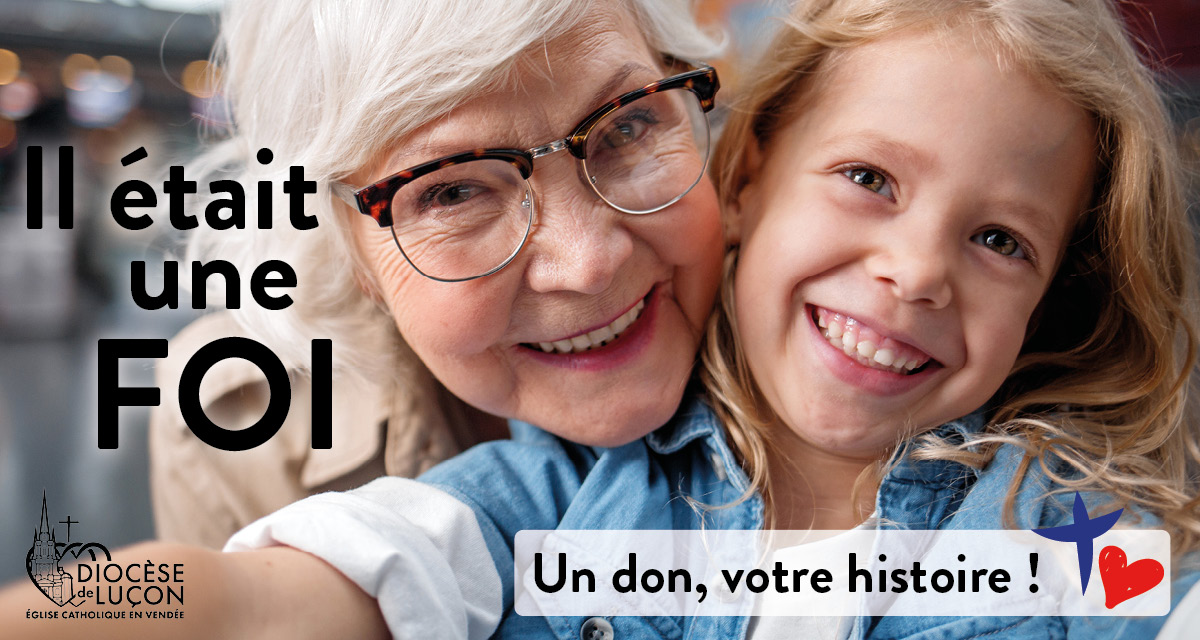 Il était
une
FOI
DIOCÈSE
de LUÇON
ÉGLISE CATHOLIQUE EN VENDÉE
Un don, votre histoire !